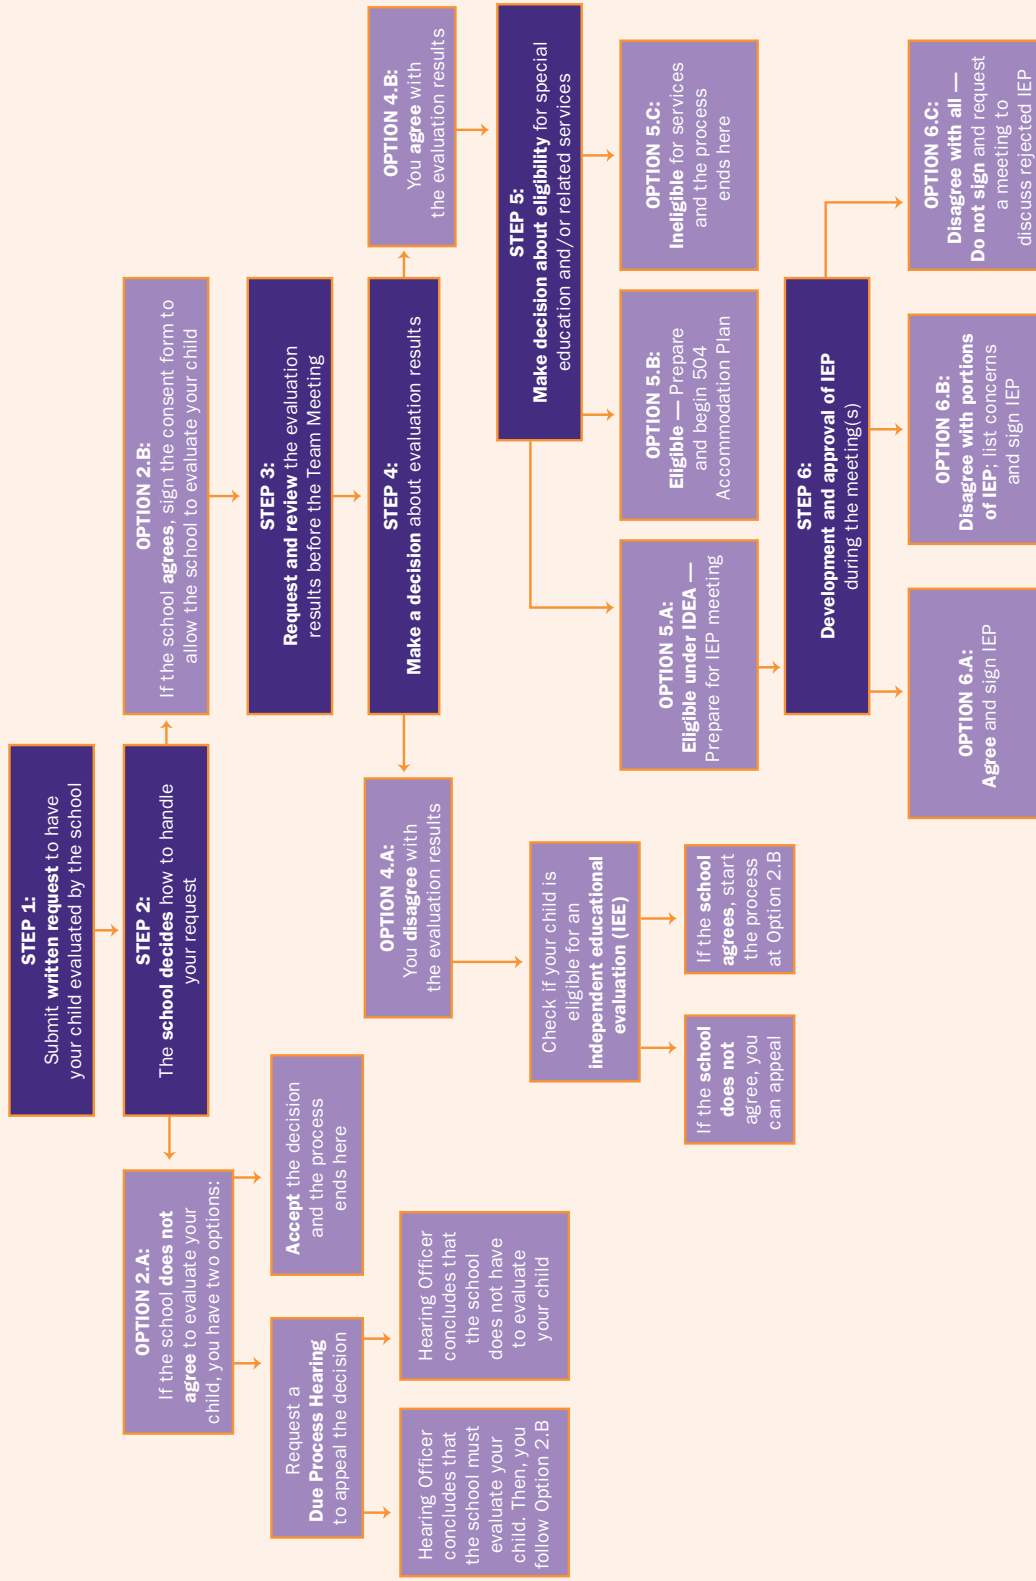 STEP 1:
Submit written request to have
your child evaluated by the school
STEP 2:
The school decides how to handle
your request
OPTION 2.A:
If the school does not
agree to evaluate your
child, you have two options:
Request a
Due Process Hearing
to appeal the decision
Hearing Officer
concludes that
the school must
evaluate your
child. Then, you
follow Option 2.B
Hearing Officer
concludes that
the school
does not have
to evaluate
your child
Accept the decision
and the process
ends here
OPTION 2.B:
If the school agrees, sign the consent form to
allow the school to evaluate your child
STEP 3:
Request and review the evaluation
results before the Team Meeting
STEP 4:
Make a decision about evaluation results
OPTION 4.A:
You disagree with
the evaluation results
Check if your child is
eligible for an
independent educational
evaluation (IEE)
If the school
does not
agree, you
can appeal
If the school
agrees, start
the process
at Option 2.B
OPTION 4.B:
You agree with
the evaluation results
STEP 5:
Make decision about eligibility for special
education and/or related services
OPTION 5.A:
Eligible under IDEA —
Prepare for IEP meeting
OPTION 5.B:
Eligible — Prepare
and begin 504
Accommodation Plan
OPTION 5.C:
Ineligible for services
and the process
ends here
STEP 6:
Development and approval of IEP
during the meeting(s)
OPTION 6.A:
Agree and sign IEP
OPTION 6.B:
Disagree with portions
of IEP; list concerns
and sign IEP
OPTION 6.C:
Disagree with all —
Do not sign and request
a meeting to
discuss rejected IEP